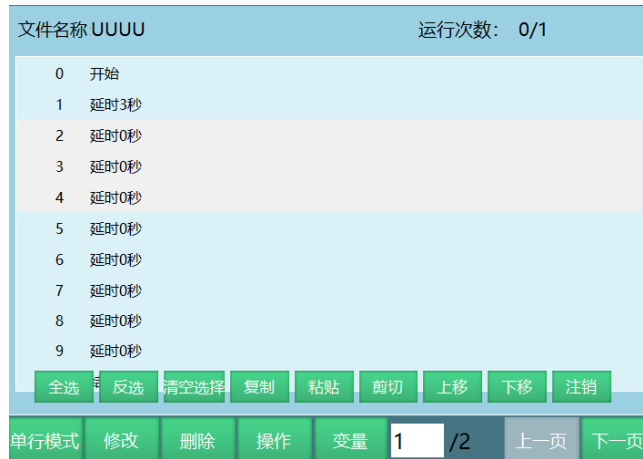 文件名称:UUUU 运行次数: 0/1
0 开始
1 延时3秒
2 延时0秒
3 延时0秒
4 延时0秒
5 延时0秒
6 延时0秒
7 延时0秒
8 延时0秒
9 延时0秒
全选 反选 清空选择 复制 粘贴 剪切 上移 下移 注销
单行模式 修改 删除 操作 变量 1 /2 上一页 下一页